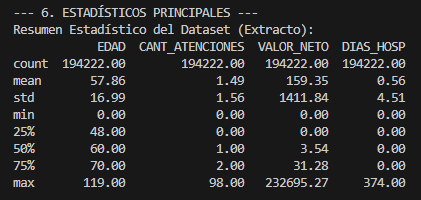 --- 6. ESTADÍSTICOS PRINCIPALES ---
Resumen Estadístico del Dataset (Extracto):
EDAD CANT_ATENCIONES VALOR_NETO DIAS_HOSP
count 194222.00 194222.00 194222.00 194222.00
mean 57.86 1.49 159.35 0.56
std 16.99 1.56 1411.84 4.51
min 0.00 0.00 0.00 0.00
25% 48.00 0.00 0.00 0.00
50% 60.00 1.00 3.54 0.00
75% 70.00 2.00 31.28 0.00
max 119.00 98.00 232695.27 374.00